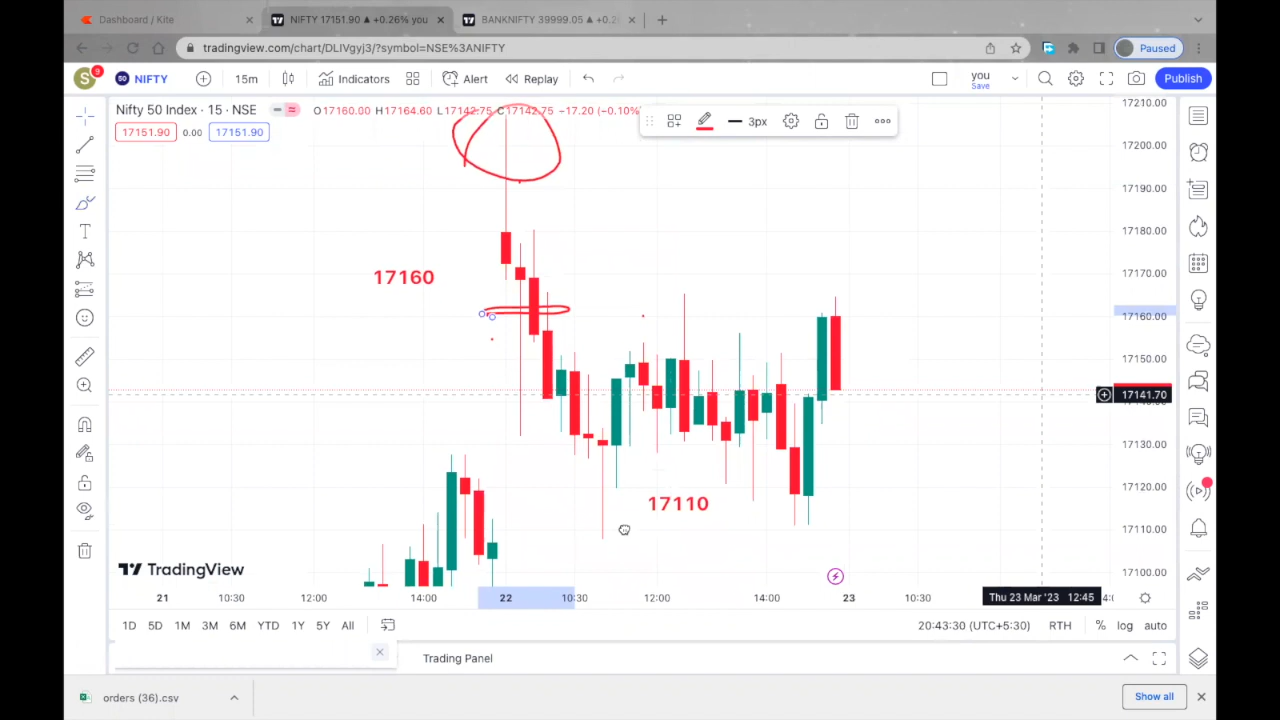 Dashboard / Kite
NIFTY 17151.90 ▲ +0.26% you
BANKNIFTY 39999.05 ▲ +0.2
tradingview.com/chart/DLIVgyj3/?symbol=NSE%3ANIFTY
Paused
S 9
50 NIFTY
15m
Indicators
Alert
Replay
you
Save
Publish
Nifty 50 Index · 15 · NSE
O17160.00 H17164.60 L17142.75 C17142.75 −17.20 (−0.10%
17151.90 0.00 17151.90
3px
17210.00
17200.00
17190.00
17180.00
17170.00
17160.00
17150.00
17141.70
17130.00
17120.00
17110.00
17100.00
17160
17110
TradingView
21 10:30 12:00 14:00 22 10:30 12:00 14:00 23 10:30 Thu 23 Mar '23 12:45
1D 5D 1M 3M 6M YTD 1Y 5Y All
20:43:30 (UTC+5:30) RTH % log auto
Trading Panel
orders (36).csv
Show all